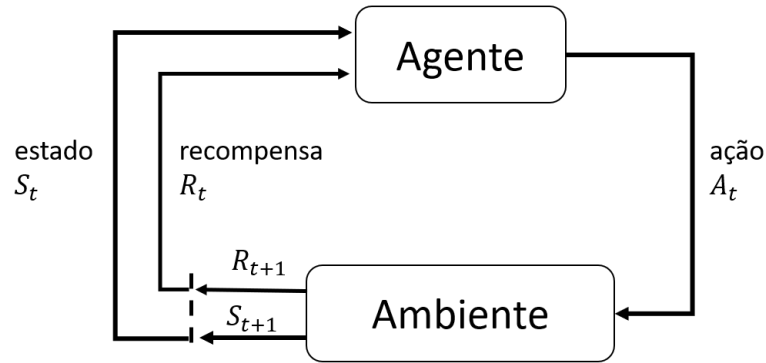 Agente
estado
S_t
recompensa
R_t
ação
A_t
R_{t+1}
S_{t+1}
Ambiente